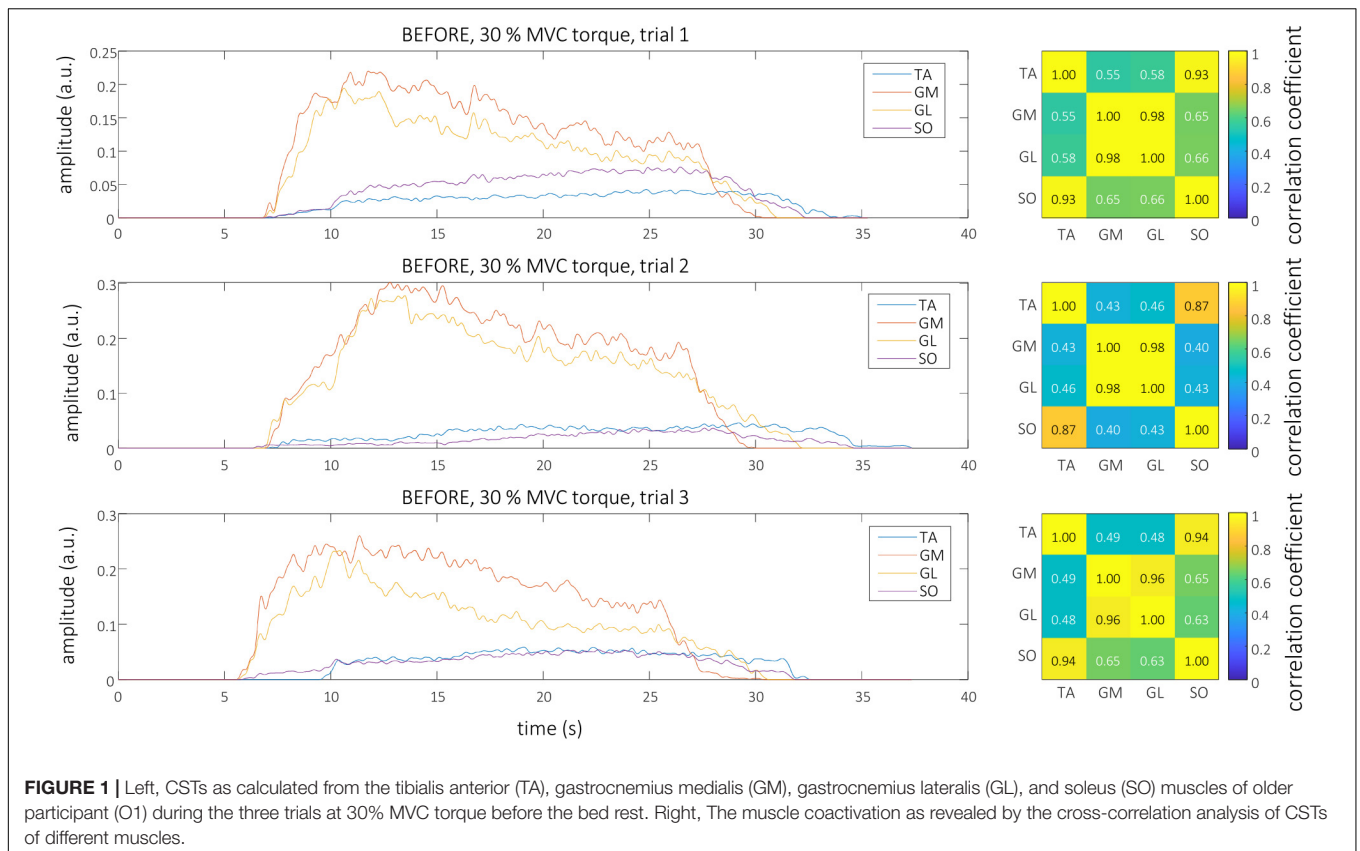 BEFORE, 30 % MVC torque, trial 1
amplitude (a.u.)
0.25
0.2
0.15
0.1
0.05
0
0 5 10 15 20 25 30 35 40
TA
GM
GL
SO
TA 1.00 0.55 0.58 0.93
GM 0.55 1.00 0.98 0.65
GL 0.58 0.98 1.00 0.66
SO 0.93 0.65 0.66 1.00
TA GM GL SO
1
0.8
0.6
0.4
0.2
0
correlation coefficient
BEFORE, 30 % MVC torque, trial 2
amplitude (a.u.)
0.3
0.2
0.1
0
0 5 10 15 20 25 30 35 40
TA
GM
GL
SO
TA 1.00 0.43 0.46 0.87
GM 0.43 1.00 0.98 0.40
GL 0.46 0.98 1.00 0.43
SO 0.87 0.40 0.43 1.00
TA GM GL SO
1
0.8
0.6
0.4
0.2
0
correlation coefficient
BEFORE, 30 % MVC torque, trial 3
amplitude (a.u.)
0.3
0.2
0.1
0
0 5 10 15 20 25 30 35 40
time (s)
TA
GM
GL
SO
TA 1.00 0.49 0.48 0.94
GM 0.49 1.00 0.96 0.65
GL 0.48 0.96 1.00 0.63
SO 0.94 0.65 0.63 1.00
TA GM GL SO
1
0.8
0.6
0.4
0.2
0
correlation coefficient
FIGURE 1 | Left, CSTs as calculated from the tibialis anterior (TA), gastrocnemius medialis (GM), gastrocnemius lateralis (GL), and soleus (SO) muscles of older
participant (O1) during the three trials at 30% MVC torque before the bed rest. Right, The muscle coactivation as revealed by the cross-correlation analysis of CSTs
of different muscles.